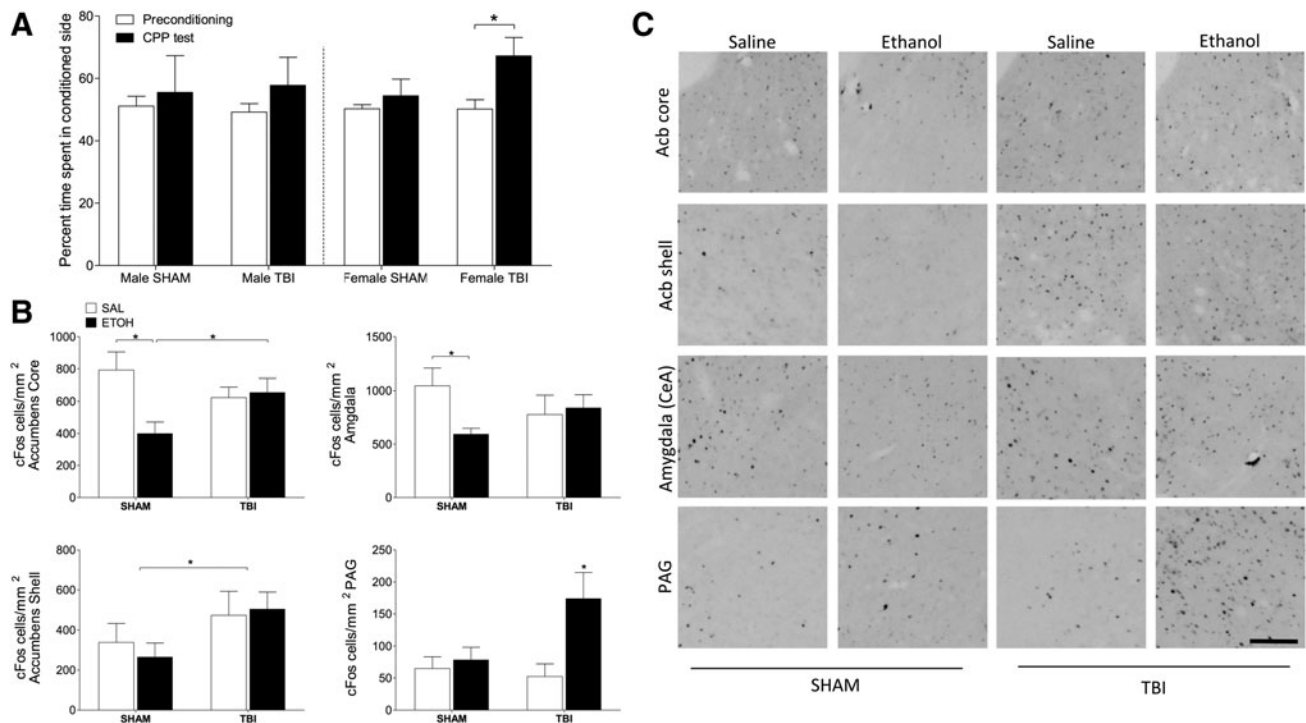 A
Preconditioning
CPP test
*
Percent time spent in conditioned side
80
60
40
20
0
Male SHAM
Male TBI
Female SHAM
Female TBI
B
SAL
ETOH
cFos cells/mm 2
Accumbens Core
1000
800
600
400
200
0
*
*
SHAM
TBI
cFos cells/mm 2
Amgdala
1500
1000
500
0
*
SHAM
TBI
cFos cells/mm 2
Accumbens Shell
800
600
400
200
0
*
SHAM
TBI
cFos cells/mm 2 PAG
250
200
150
100
50
0
*
SHAM
TBI
C
Saline
Ethanol
Saline
Ethanol
Acb core
Acb shell
Amygdala (CeA)
PAG
SHAM
TBI